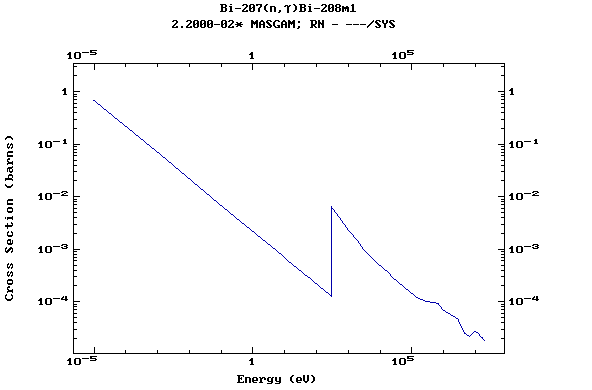 Bi-207(n,γ)Bi-208m1
2.2000-02* MASGAM; RN - ---/SYS
10⁻⁵ 1 10⁵
1 1
10⁻¹ 10⁻¹
10⁻² 10⁻²
10⁻³ 10⁻³
10⁻⁴ 10⁻⁴
Cross Section (barns)
10⁻⁵ 1 10⁵
Energy (eV)